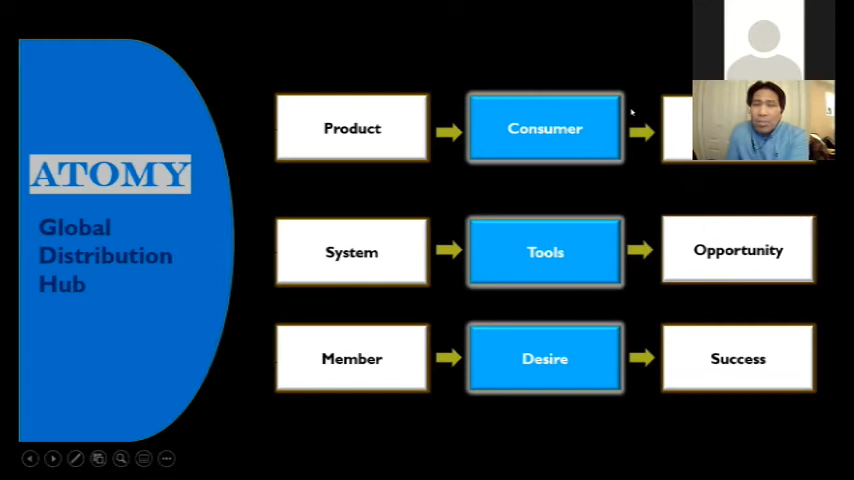 ATOMY
Global
Distribution
Hub
Product
Consumer
System
Tools
Opportunity
Member
Desire
Success